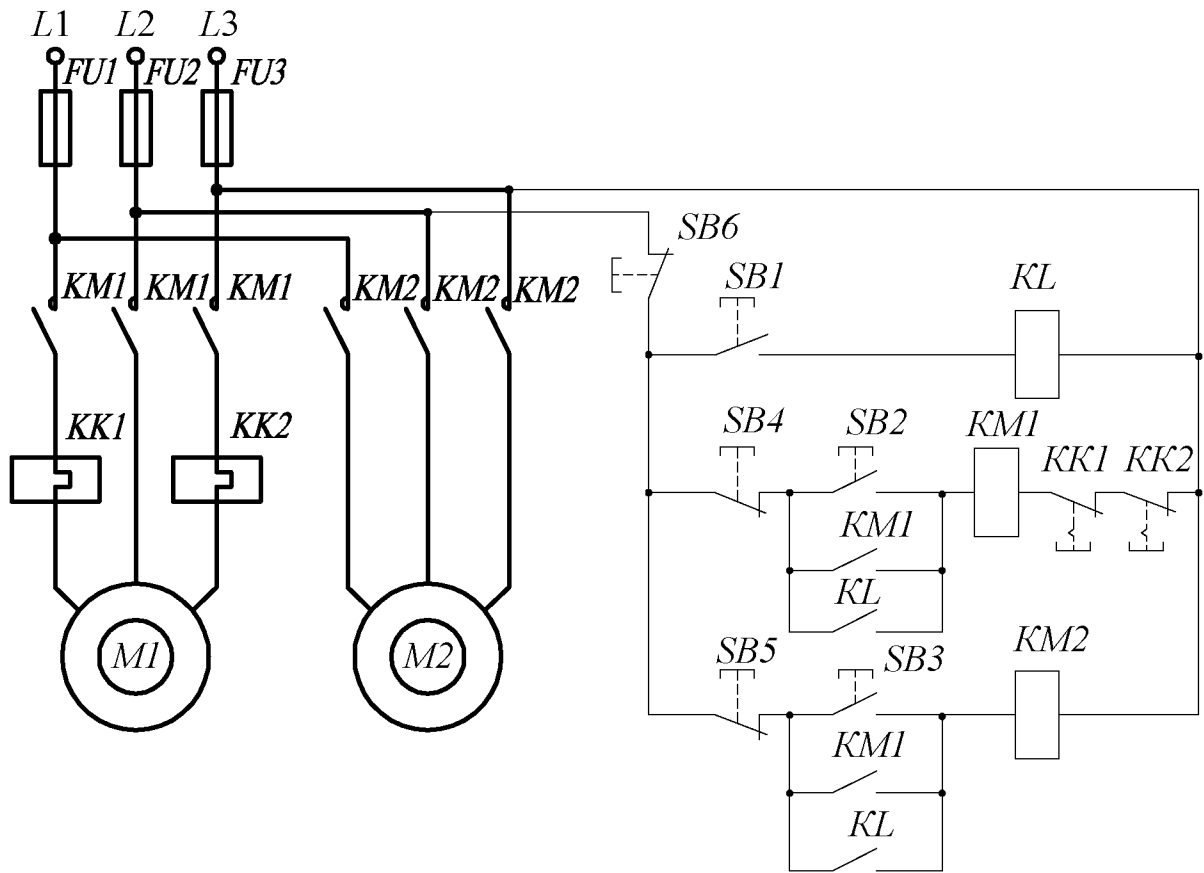 L1 L2 L3
FU1 FU2 FU3
SB6
KM1 KM1 KM1 KM2 KM2 KM2
SB1 KL
KK1 KK2
SB4 SB2 KM1 KK1 KK2
KM1
KL
M1 M2
SB5 SB3 KM2
KM1
KL